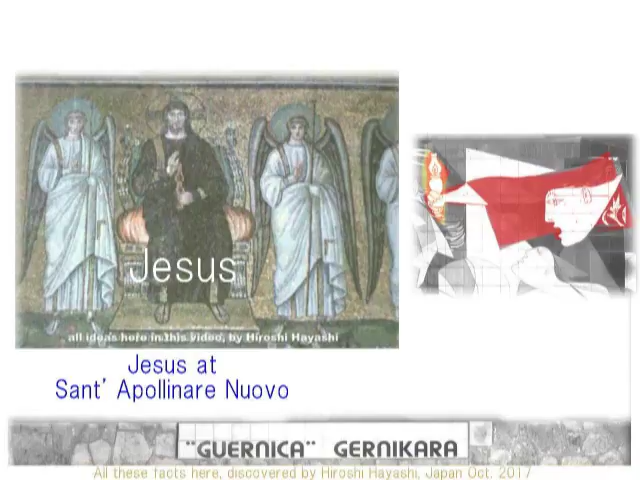 Jesus
all ideas here in this video, by Hiroshi Hayashi
Jesus at
Sant' Apollinare Nuovo
¨GUERNICA¨ GERNIKARA
All these facts here, discovered by Hiroshi Hayashi, Japan Oct. 2017